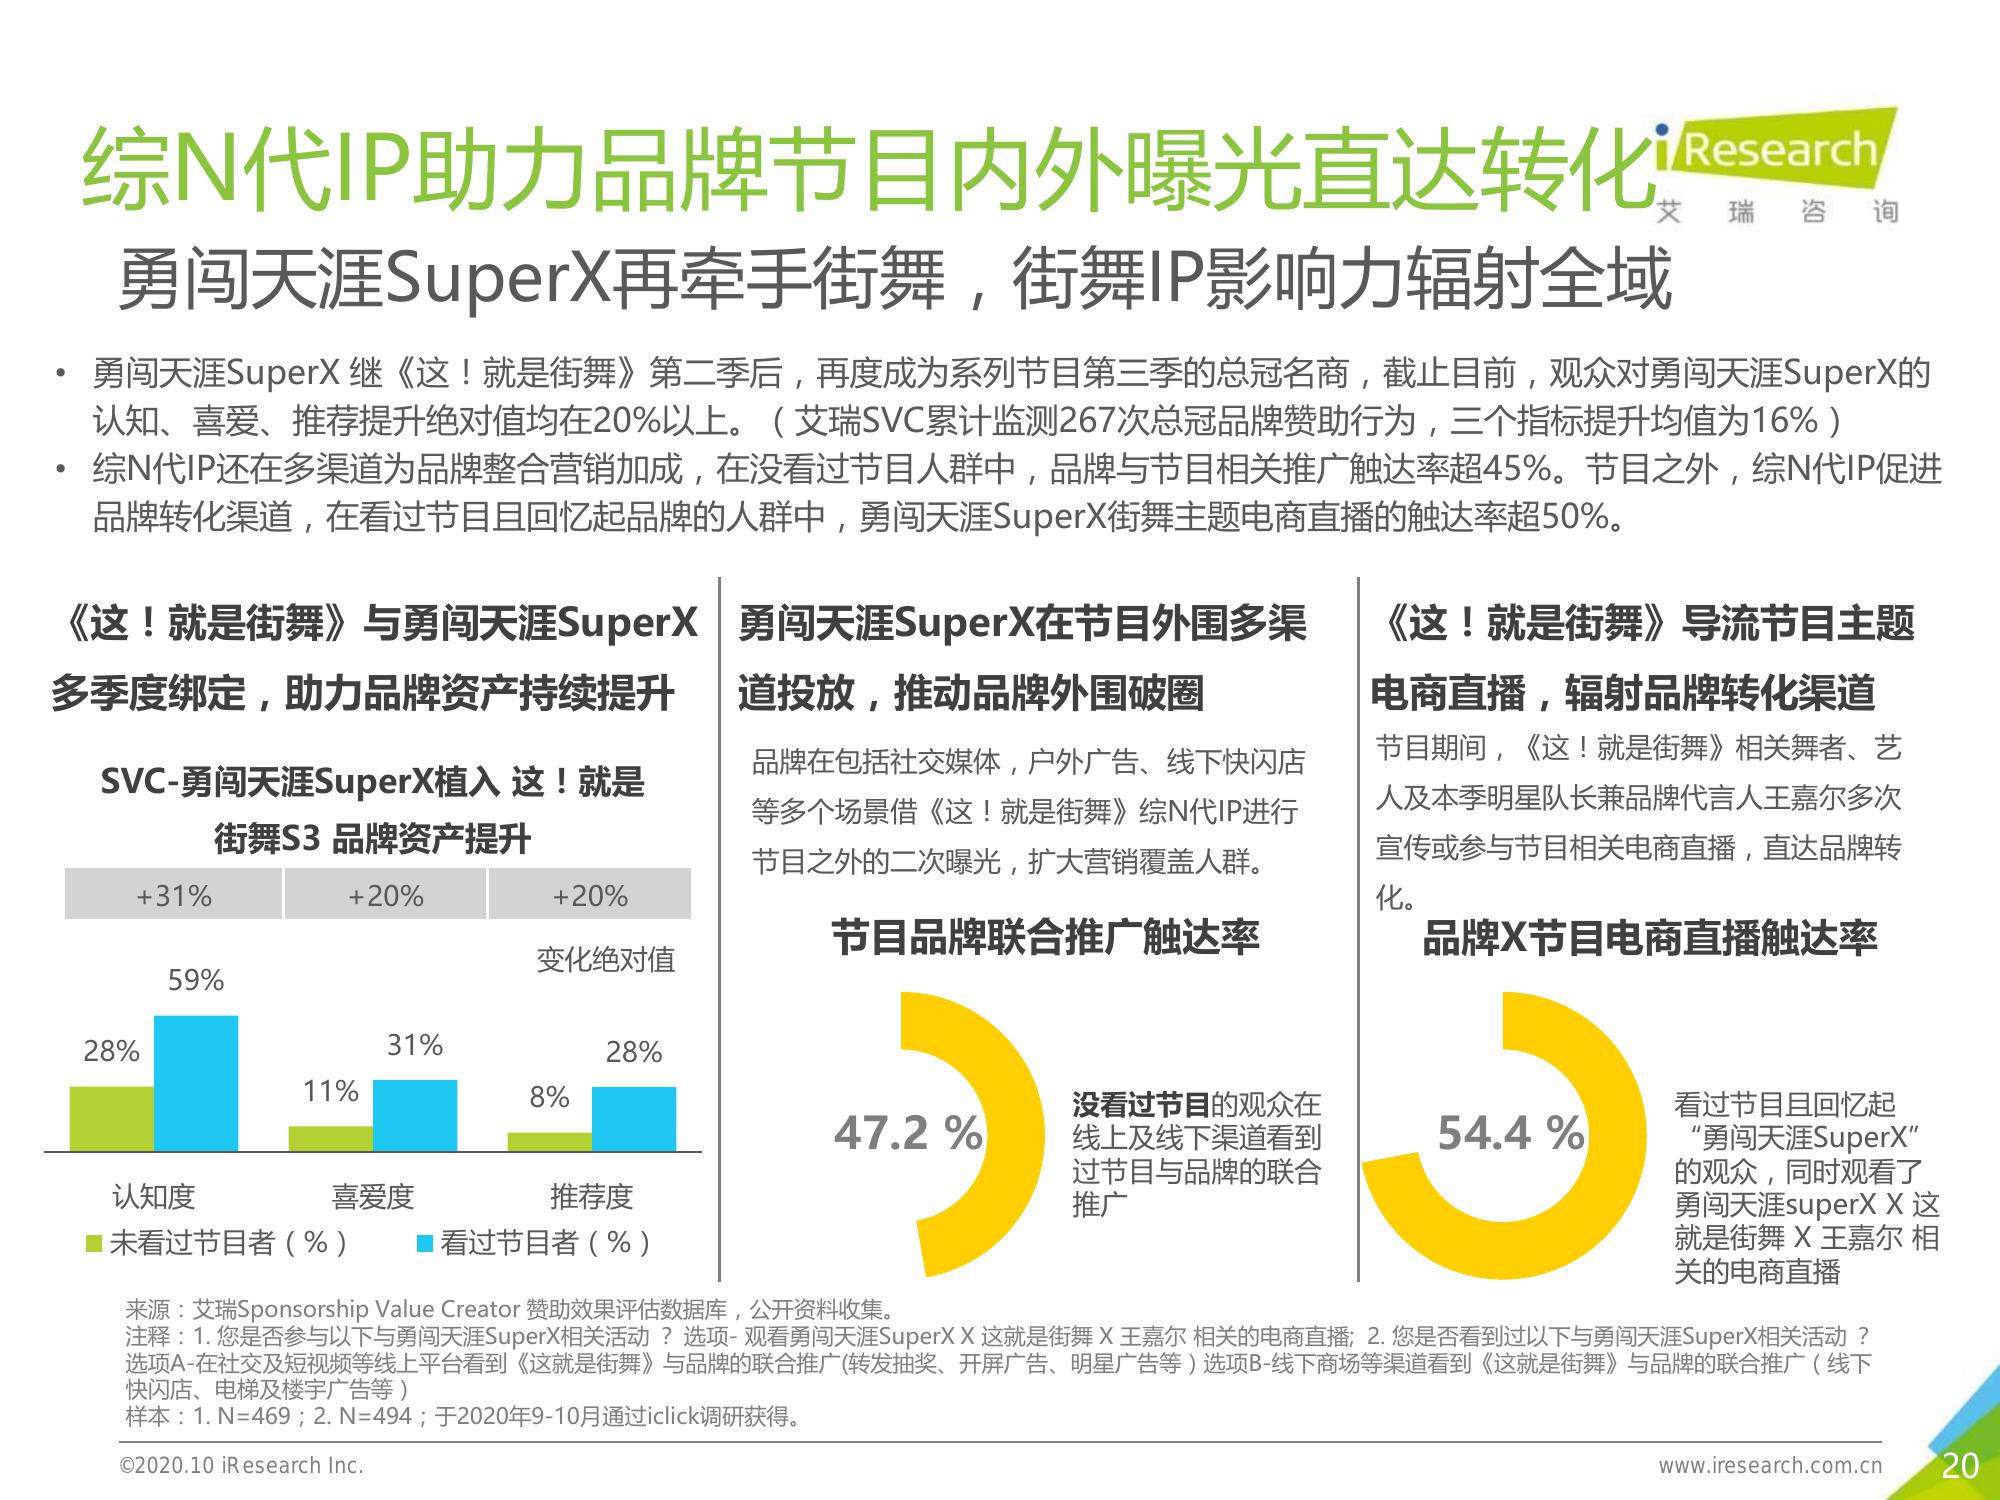 综N代IP助力品牌节目内外曝光直达转化
iResearch
艾瑞咨询
勇闯天涯SuperX再牵手街舞，街舞IP影响力辐射全域
• 勇闯天涯SuperX 继《这！就是街舞》第二季后，再度成为系列节目第三季的总冠名商，截止目前，观众对勇闯天涯SuperX的
认知、喜爱、推荐提升绝对值均在20%以上。（艾瑞SVC累计监测267次总冠品牌赞助行为，三个指标提升均值为16%）
• 综N代IP还在多渠道为品牌整合营销加成，在没看过节目人群中，品牌与节目相关推广触达率超45%。节目之外，综N代IP促进
品牌转化渠道，在看过节目且回忆起品牌的人群中，勇闯天涯SuperX街舞主题电商直播的触达率超50%。
《这！就是街舞》与勇闯天涯SuperX
多季度绑定，助力品牌资产持续提升
SVC-勇闯天涯SuperX植入 这！就是
街舞S3 品牌资产提升
+31% +20% +20%
变化绝对值
59%
28%
31%
11%
28%
8%
认知度 喜爱度 推荐度
未看过节目者（%） 看过节目者（%）
勇闯天涯SuperX在节目外围多渠
道投放，推动品牌外围破圈
品牌在包括社交媒体，户外广告、线下快闪店
等多个场景借《这！就是街舞》综N代IP进行
节目之外的二次曝光，扩大营销覆盖人群。
节目品牌联合推广触达率
47.2 %
没看过节目的观众在
线上及线下渠道看到
过节目与品牌的联合
推广
《这！就是街舞》导流节目主题
电商直播，辐射品牌转化渠道
节目期间，《这！就是街舞》相关舞者、艺
人及本季明星队长兼品牌代言人王嘉尔多次
宣传或参与节目相关电商直播，直达品牌转
化。
品牌X节目电商直播触达率
54.4 %
看过节目且回忆起
“勇闯天涯SuperX”
的观众，同时观看了
勇闯天涯superX X 这
就是街舞 X 王嘉尔 相
关的电商直播
来源：艾瑞Sponsorship Value Creator 赞助效果评估数据库，公开资料收集。
注释：1. 您是否参与以下与勇闯天涯SuperX相关活动 ？ 选项- 观看勇闯天涯SuperX X 这就是街舞 X 王嘉尔 相关的电商直播; 2. 您是否看到过以下与勇闯天涯SuperX相关活动 ？
选项A-在社交及短视频等线上平台看到《这就是街舞》与品牌的联合推广(转发抽奖、开屏广告、明星广告等）选项B-线下商场等渠道看到《这就是街舞》与品牌的联合推广（线下
快闪店、电梯及楼宇广告等）
样本：1. N=469；2. N=494；于2020年9-10月通过iclick调研获得。
©2020.10 iResearch Inc.
www.iresearch.com.cn
20